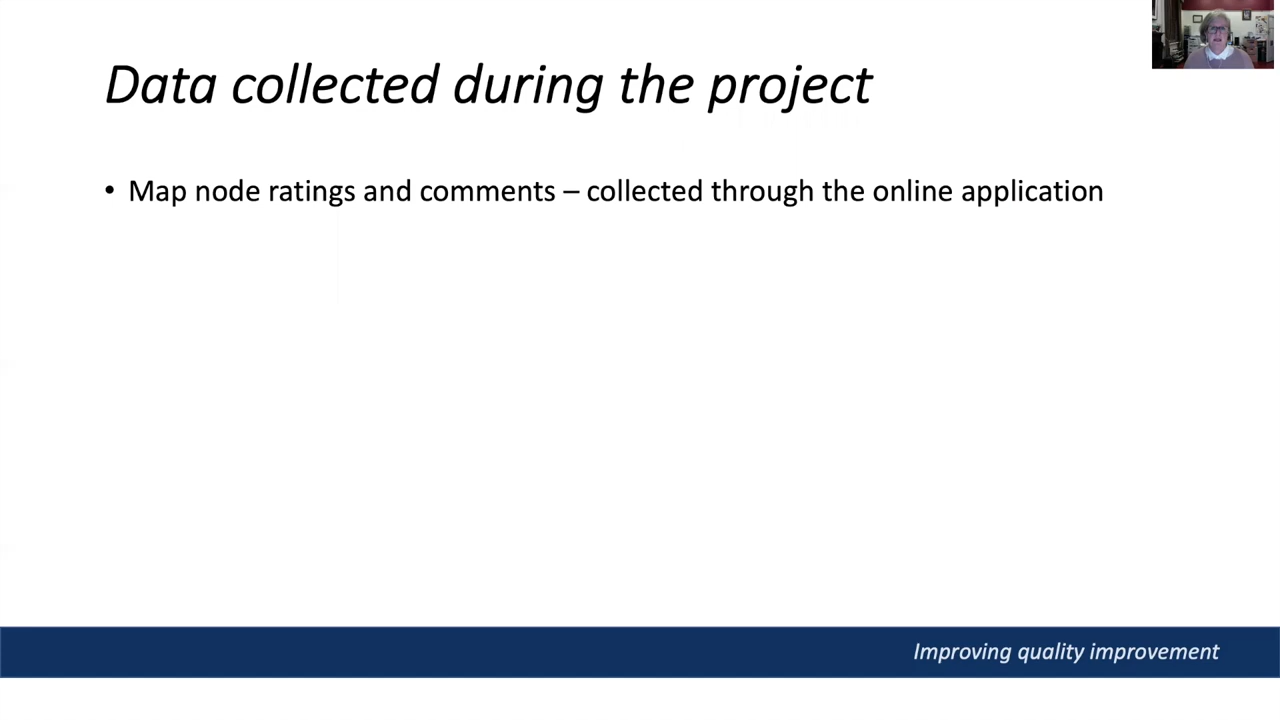 Data collected during the project
• Map node ratings and comments – collected through the online application
Improving quality improvement